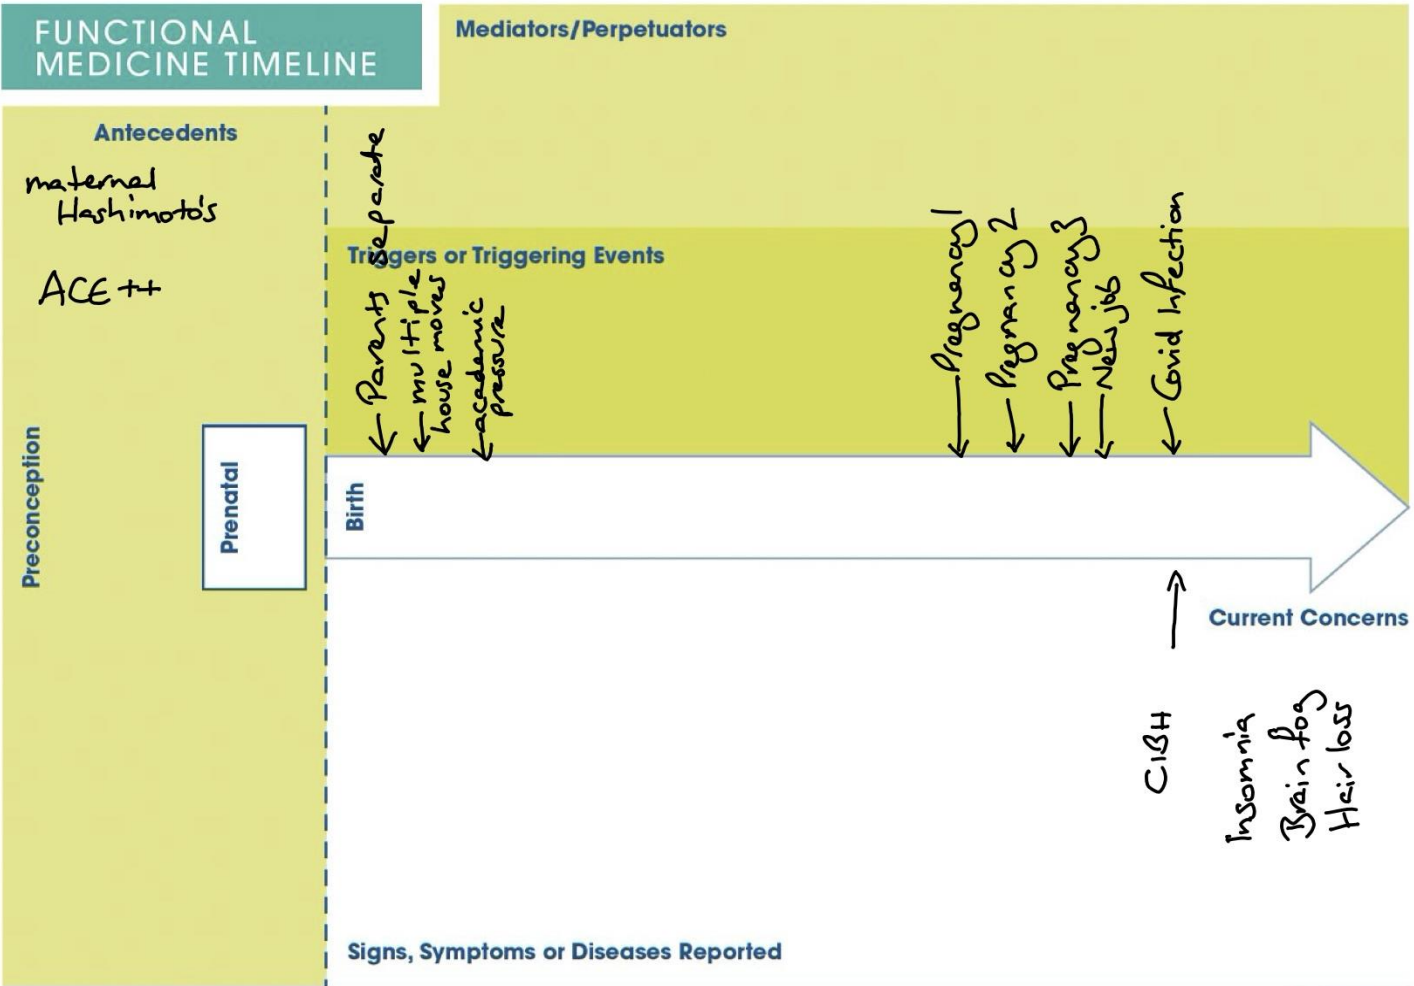 FUNCTIONAL
MEDICINE TIMELINE
Mediators/Perpetuators
Antecedents
maternal
Hashimoto's
ACE ++
Triggers or Triggering Events
Parents separate
multiple
house moves
academic
pressure
Pregnancy 1
Pregnancy 2
Pregnancy 3
New job
Covid Infection
Preconception
Prenatal
Birth
Current Concerns
CIBH
Insomnia
Brain fog
Hair loss
Signs, Symptoms or Diseases Reported